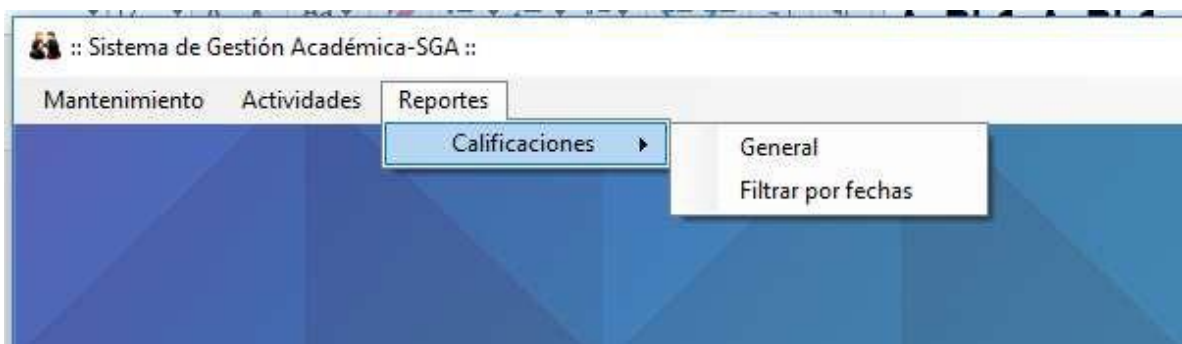 :: Sistema de Gestión Académica-SGA ::
Mantenimiento Actividades Reportes
Calificaciones
General
Filtrar por fechas